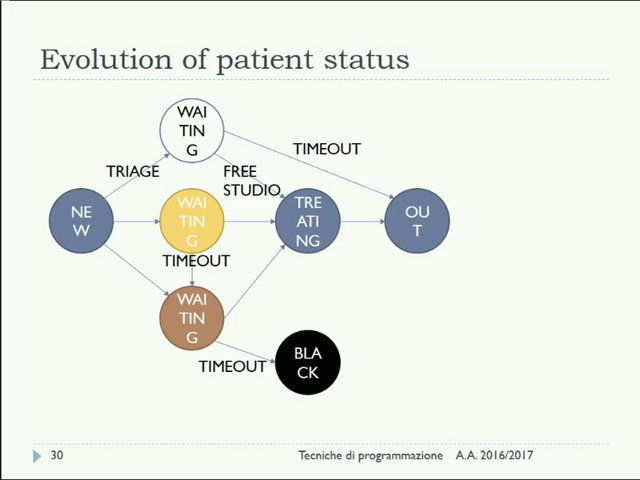 Evolution of patient status
WAI
TIN
G
TIMEOUT
TRIAGE
FREE
STUDIO
NE
W
WAI
TIN
G
TRE
ATI
NG
OU
T
TIMEOUT
WAI
TIN
G
BLA
CK
TIMEOUT
30
Tecniche di programmazione A.A. 2016/2017